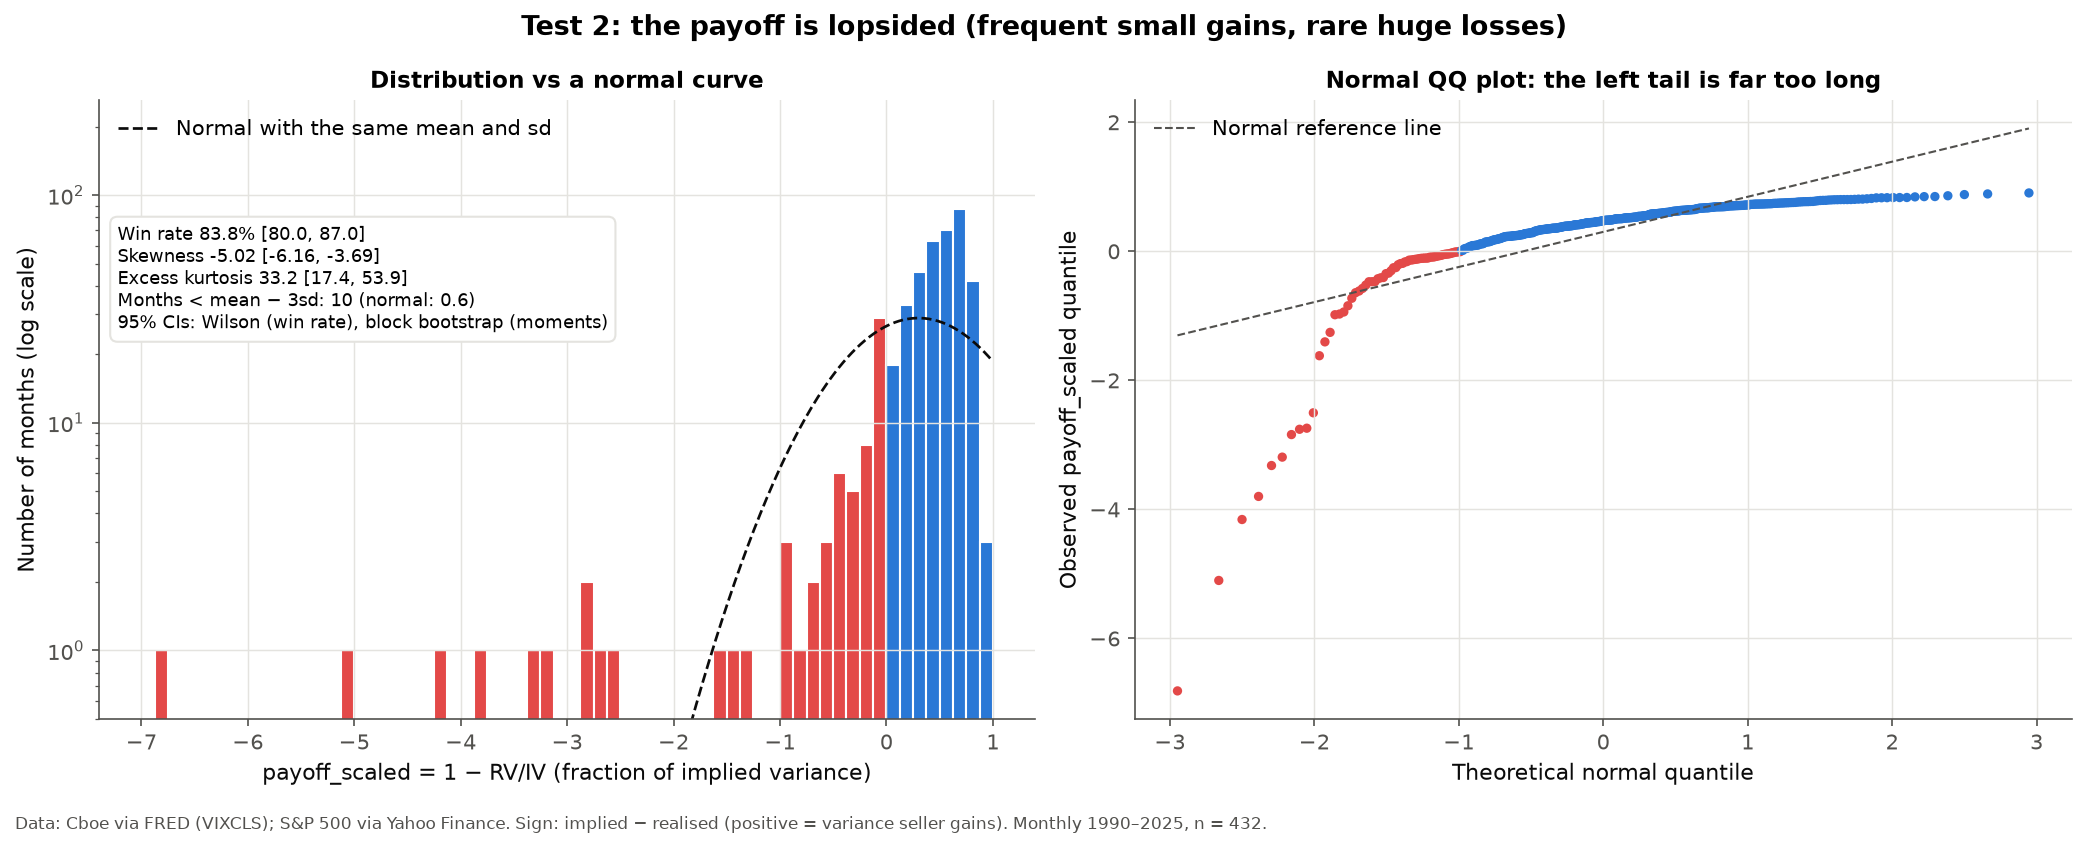 Test 2: the payoff is lopsided (frequent small gains, rare huge losses)
Distribution vs a normal curve
Normal with the same mean and sd
Win rate 83.8% [80.0, 87.0]
Skewness -5.02 [-6.16, -3.69]
Excess kurtosis 33.2 [17.4, 53.9]
Months < mean − 3sd: 10 (normal: 0.6)
95% CIs: Wilson (win rate), block bootstrap (moments)
Number of months (log scale)
10²
10¹
10⁰
−7 −6 −5 −4 −3 −2 −1 0 1
payoff_scaled = 1 − RV/IV (fraction of implied variance)
Normal QQ plot: the left tail is far too long
Normal reference line
Observed payoff_scaled quantile
2
0
−2
−4
−6
−3 −2 −1 0 1 2 3
Theoretical normal quantile
Data: Cboe via FRED (VIXCLS); S&P 500 via Yahoo Finance. Sign: implied − realised (positive = variance seller gains). Monthly 1990–2025, n = 432.